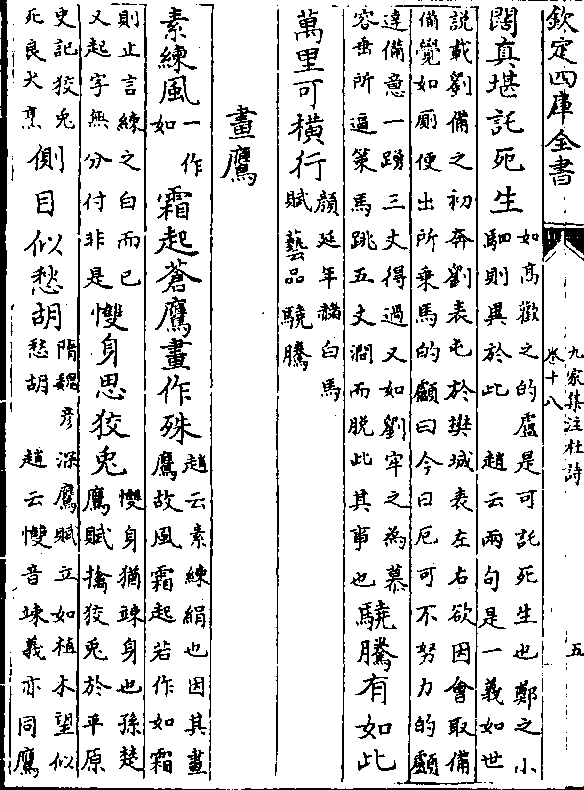 欽定四庫全書
九家集注杜詩
卷十八
五
闊真堪託死生
如髙歡之的盧是可託死生也鄭之小
駟則異於此 趙云兩句是一義如世
說載劉備之初奔劉表屯於樊城表左右欲因會取備
備覺如厠便出所乗馬的顱曰今日厄可不努力的顱
達備意一踴三丈得過又如劉牢之為慕
容垂所逼策馬跳五丈澗而脱此其事也
驍騰有如此
萬里可橫行
顔延年赭白馬
賦藝品驍騰
畫鷹
素練風
一作
如
霜起蒼鷹畫作殊
趙云素練絹也因其畫
鷹故風霜起若作如霜
則止言練之白而已
又起字無分付非是
㩳身思狡兔
㩳身猶竦身也孫楚
鷹賦擒狡兔於平原
史記狡兔
死良犬烹
側目似愁胡
隋魏彦深鷹賦立如植木望似
愁胡 趙云㩳音竦義亦同鷹